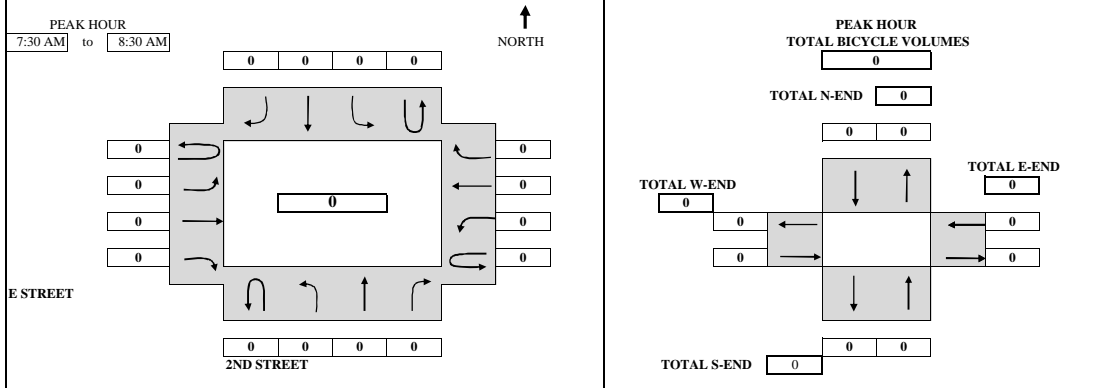 PEAK HOUR
7:30 AM to 8:30 AM
NORTH
0 0 0 0
0 0
0 0
0
0 0
0 0
E STREET
0 0 0 0
2ND STREET
PEAK HOUR
TOTAL BICYCLE VOLUMES
0
TOTAL N-END 0
0 0
TOTAL E-END
0
TOTAL W-END
0
0 0
0 0
0 0
TOTAL S-END 0